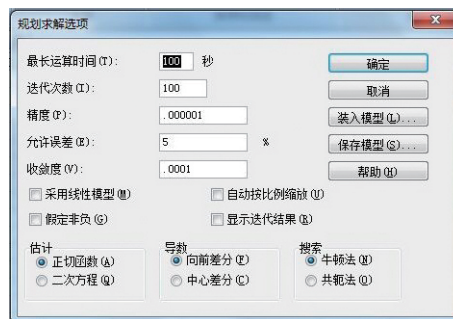 规划求解选项
最长运算时间(T): 100 秒 确定
迭代次数(I): 100 取消
精度(P): .000001 装入模型(L)...
允许误差(E): 5 % 保存模型(S)...
收敛度(V): .0001 帮助(H)
采用线性模型(M) 自动按比例缩放(U)
假定非负(G) 显示迭代结果(R)
估计 导数 搜索
正切函数(A) 向前差分(F) 牛顿法(N)
二次方程(Q) 中心差分(C) 共轭法(O)